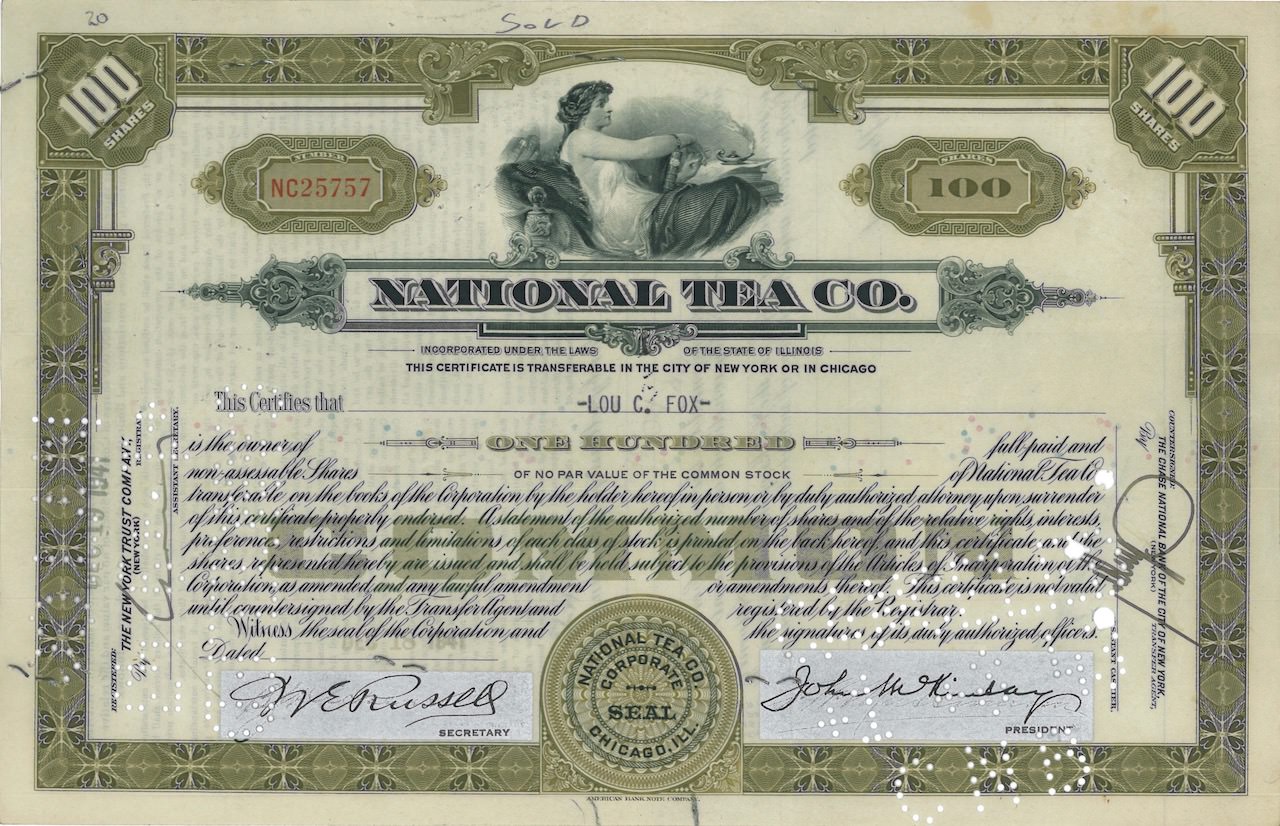 20
SOLD
100
SHARES
100
SHARES
NUMBER
NC25757
SHARES
100
NATIONAL TEA CO.
INCORPORATED UNDER THE LAWS OF THE STATE OF ILLINOIS
THIS CERTIFICATE IS TRANSFERABLE IN THE CITY OF NEW YORK OR IN CHICAGO
This Certifies that -LOU C. FOX-
is the owner of ONE HUNDRED full-paid and
non-assessable Shares OF NO PAR VALUE OF THE COMMON STOCK of National Tea Co
transferable on the books of the Corporation by the holder hereof in person or by duly authorized attorney upon surrender
of this certificate properly endorsed. A statement of the authorized number of shares and of the relative rights, interests,
preferences, restrictions and limitations of each class of stock is printed on the back hereof, and this certificate and the
shares represented hereby are issued and shall be held subject to the provisions of the Articles of Incorporation of the
Corporation, as amended, and any lawful amendment or amendments thereof. This certificate is not valid
until countersigned by the Transfer Agent and registered by the Registrar.
Witness the seal of the Corporation and the signatures of its duly authorized officers.
Dated
SECRETARY
John McKinlay
PRESIDENT
NATIONAL TEA CO
CORPORATE
SEAL
CHICAGO, ILL.
AMERICAN BANK NOTE COMPANY.
REGISTERED:
THE NEW YORK TRUST COMPANY,
(NEW YORK)
REGISTRAR
By
ASSISTANT SECRETARY.
COUNTERSIGNED:
THE CHASE NATIONAL BANK OF THE CITY OF NEW YORK,
(NEW YORK)
TRANSFER AGENT,
By